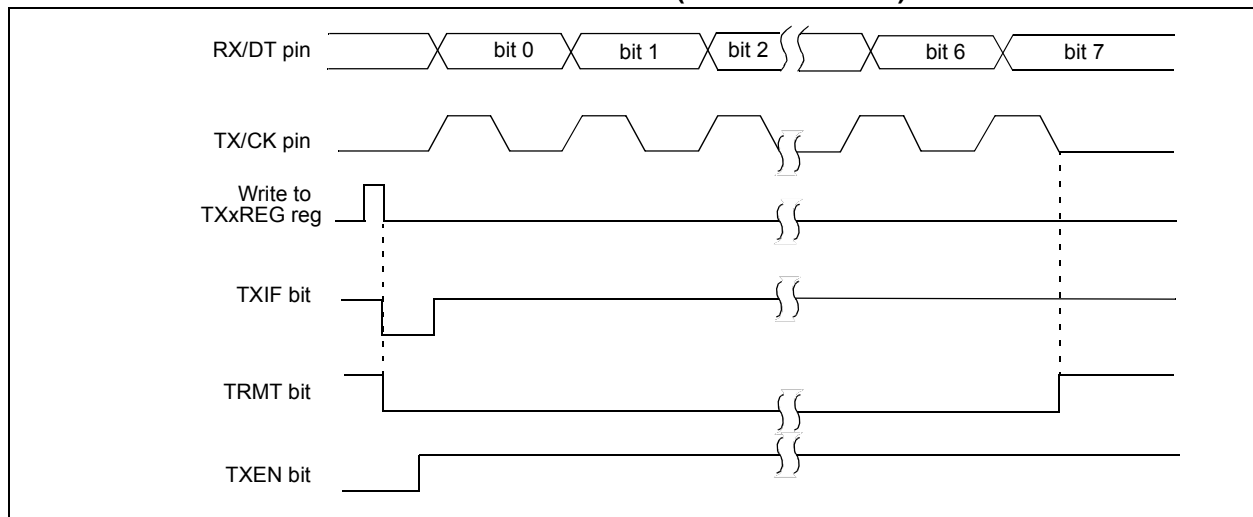 RX/DT pin
bit 0
bit 1
bit 2
bit 6
bit 7
TX/CK pin
Write to
TXxREG reg
TXIF bit
TRMT bit
TXEN bit